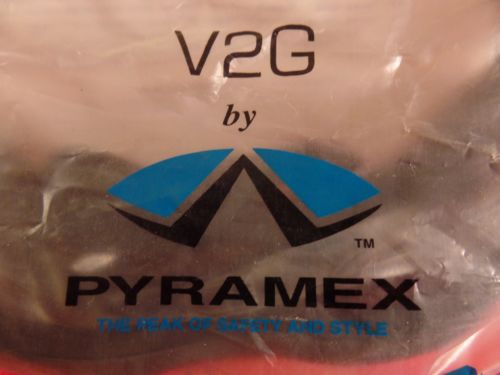 V2G
by
TM
PYRAMEX
THE PEAK OF SAFETY AND STYLE